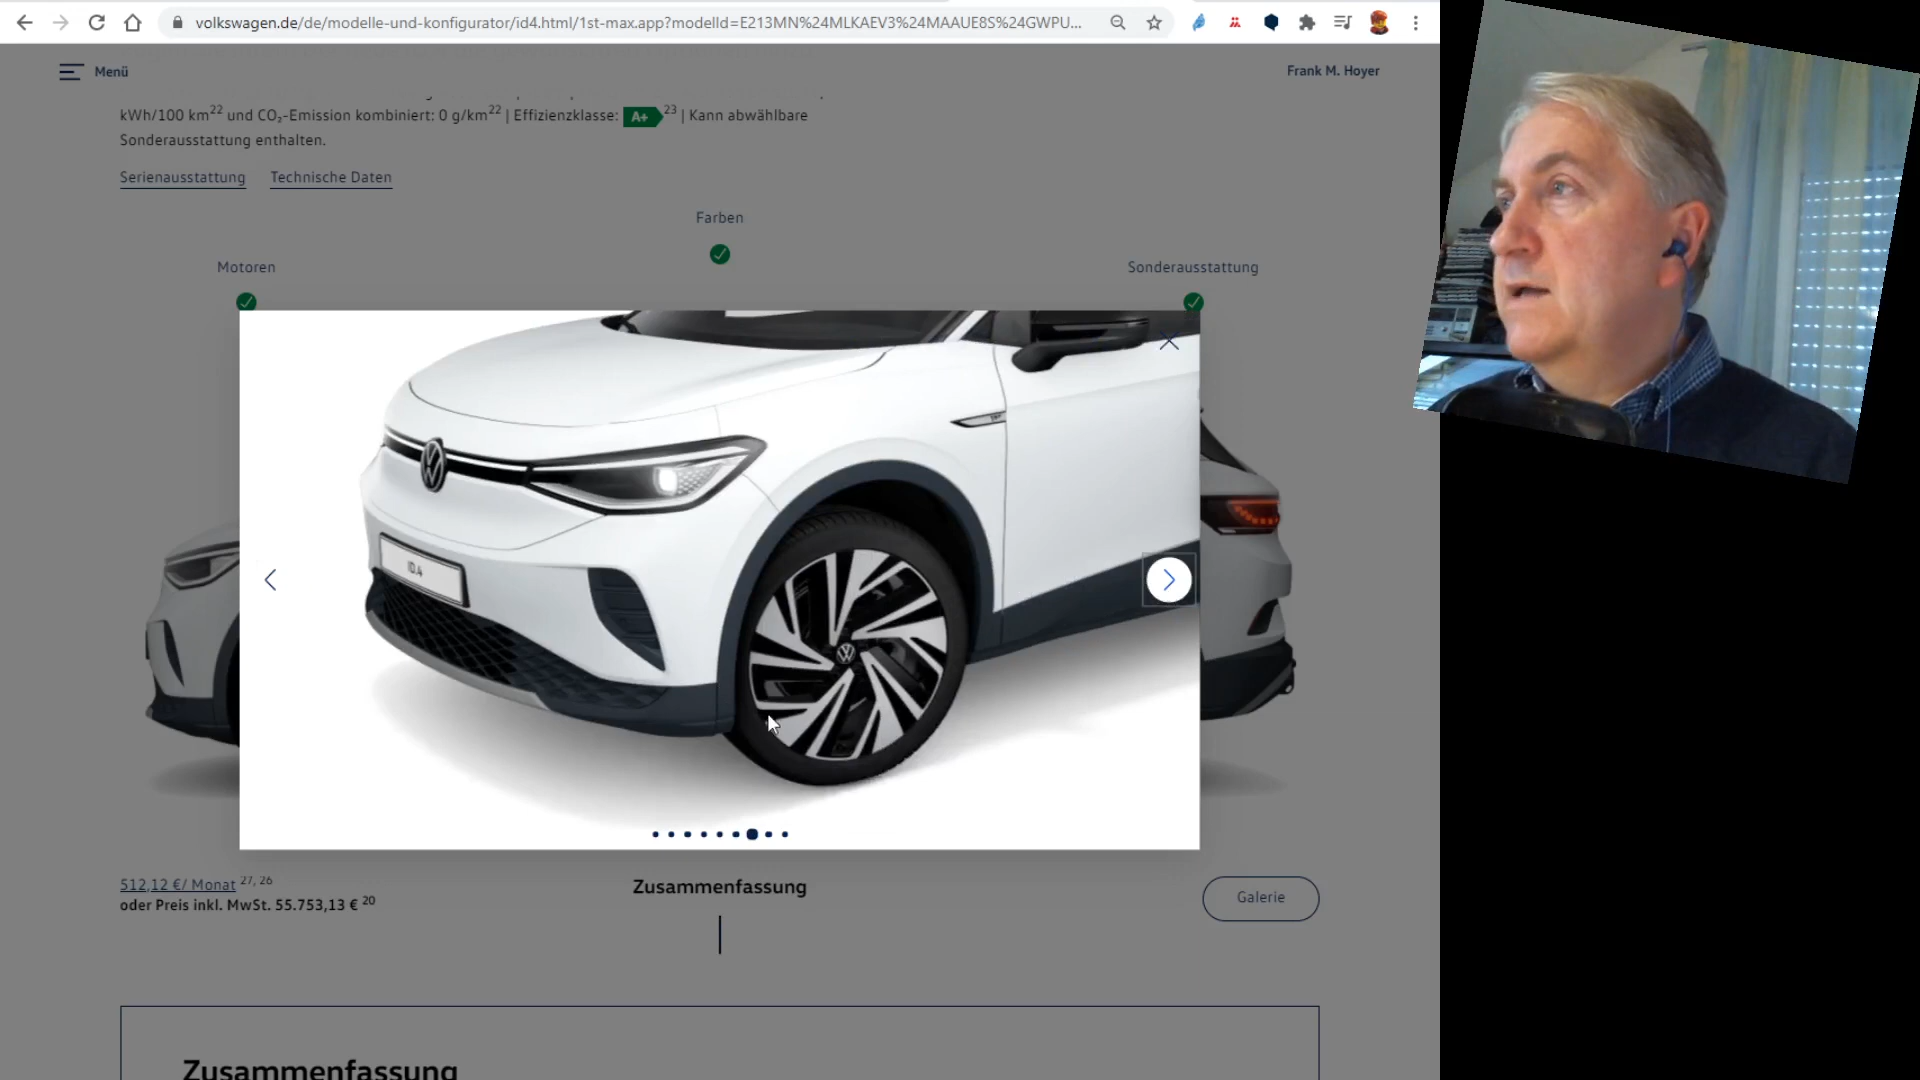 volkswagen.de/de/modelle-und-konfigurator/id4.html/1st-max.app?modelId=E213MN%24MLKAEV3%24MAAUE8S%24GWPU...
Menü
Frank M. Hoyer
kWh/100 km22 und CO₂-Emission kombiniert: 0 g/km22 | Effizienzklasse: A+ 23 | Kann abwählbare
Sonderausstattung enthalten.
Serienausstattung Technische Daten
Farben
Motoren
Sonderausstattung
ID.4
512,12 €/ Monat 27, 26
oder Preis inkl. MwSt. 55.753,13 € 20
Zusammenfassung
Galerie
Zusammenfassung